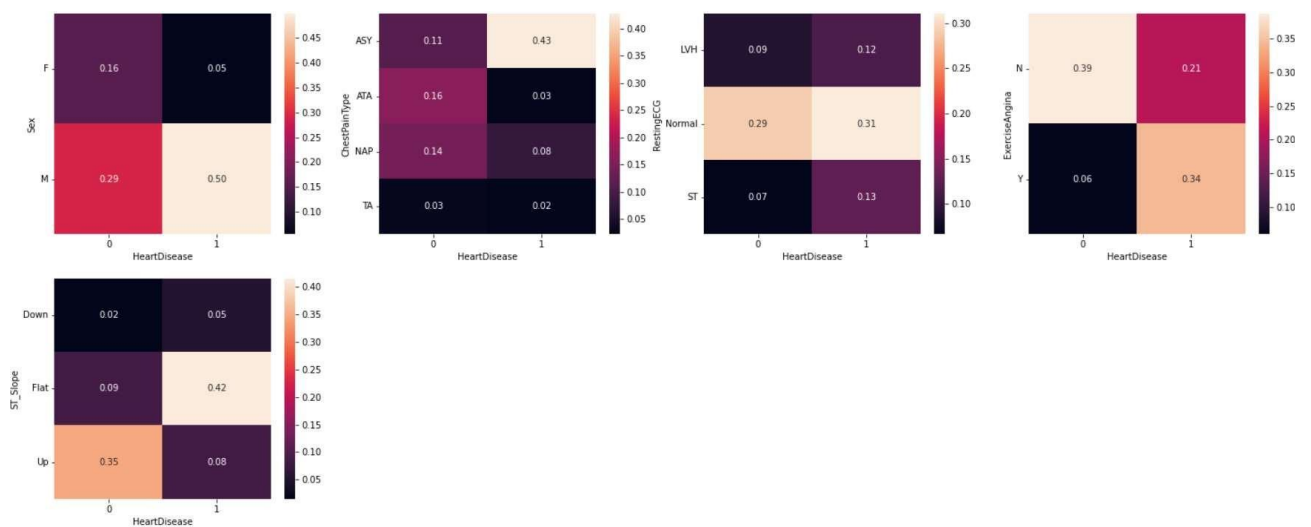 Sex
F 0.16 0.05
M 0.29 0.50
0 1
HeartDisease
0.45
0.40
0.35
0.30
0.25
0.20
0.15
0.10
ChestPainType
ASY 0.11 0.43
ATA 0.16 0.03
NAP 0.14 0.08
TA 0.03 0.02
0 1
HeartDisease
0.40
0.35
0.30
0.25
0.20
0.15
0.10
0.05
RestingECG
LVH 0.09 0.12
Normal 0.29 0.31
ST 0.07 0.13
0 1
HeartDisease
0.30
0.25
0.20
0.15
0.10
ExerciseAngina
N 0.39 0.21
Y 0.06 0.34
0 1
HeartDisease
0.35
0.30
0.25
0.20
0.15
0.10
ST_Slope
Down 0.02 0.05
Flat 0.09 0.42
Up 0.35 0.08
0 1
HeartDisease
0.40
0.35
0.30
0.25
0.20
0.15
0.10
0.05